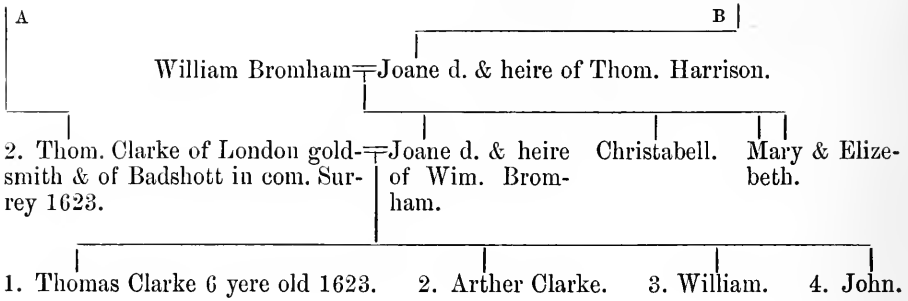 A B
William Bromham=Joane d. & heire of Thom. Harrison.
2. Thom. Clarke of London gold-=Joane d. & heire Christabell. Mary & Elize-
smith & of Badshott in com. Sur- of Wim. Brom- beth.
rey 1623. ham.
1. Thomas Clarke 6 yere old 1623. 2. Arther Clarke. 3. William. 4. John.